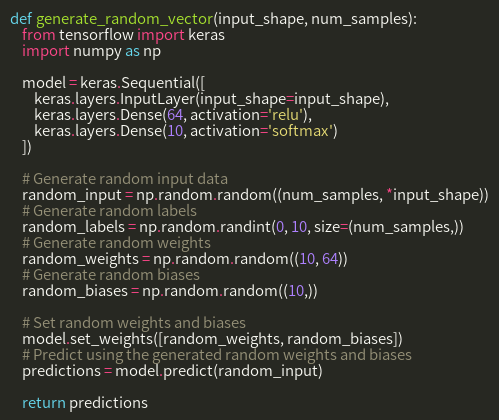 def generate_random_vector(input_shape, num_samples):
    from tensorflow import keras
    import numpy as np

    model = keras.Sequential([
        keras.layers.InputLayer(input_shape=input_shape),
        keras.layers.Dense(64, activation='relu'),
        keras.layers.Dense(10, activation='softmax')
    ])

    # Generate random input data
    random_input = np.random.random((num_samples, *input_shape))
    # Generate random labels
    random_labels = np.random.randint(0, 10, size=(num_samples,))
    # Generate random weights
    random_weights = np.random.random((10, 64))
    # Generate random biases
    random_biases = np.random.random((10,))

    # Set random weights and biases
    model.set_weights([random_weights, random_biases])
    # Predict using the generated random weights and biases
    predictions = model.predict(random_input)

    return predictions